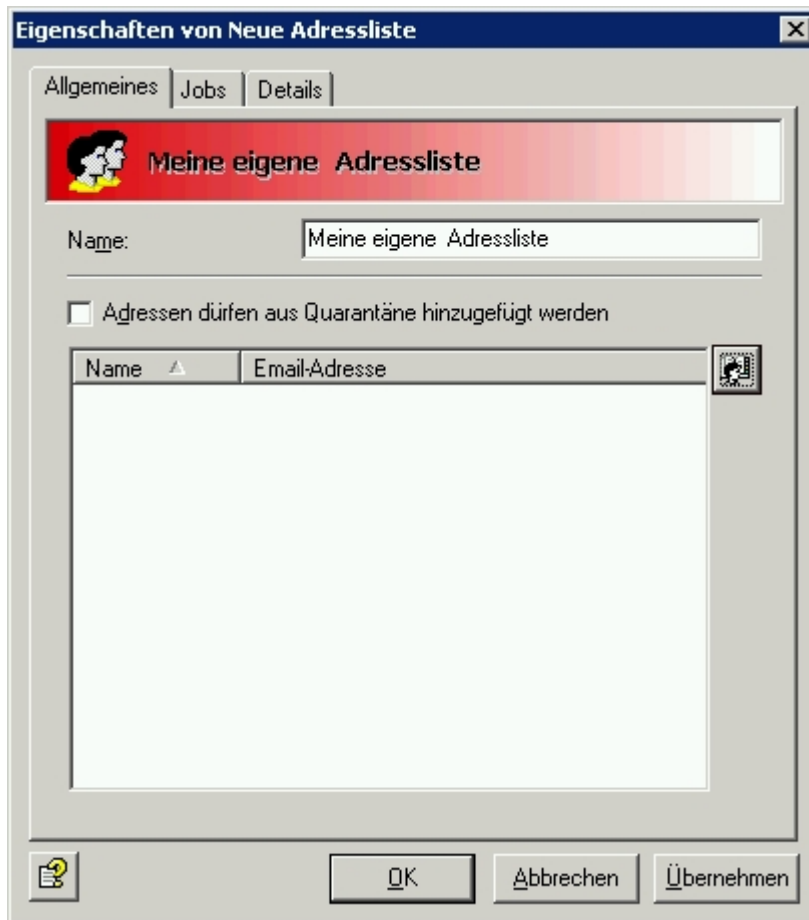 Eigenschaften von Neue Adressliste
Allgemeines Jobs Details
Meine eigene Adressliste
Name: Meine eigene Adressliste
Adressen dürfen aus Quarantäne hinzugefügt werden
Name Email-Adresse
OK Abbrechen Übernehmen